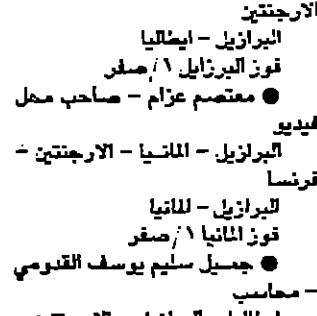 الارجنتين
البرازيل – ايطاليا
فوز البرزايل ١/صفر
● معتصم عزام – صاحب محل
فيديو
البرازيل – المانيا – الارجنتين –
فرنسا
البرازيل – المانيا
فوز المانيا ١/صفر
● جميل سليم يوسف القدومي
– محاسب